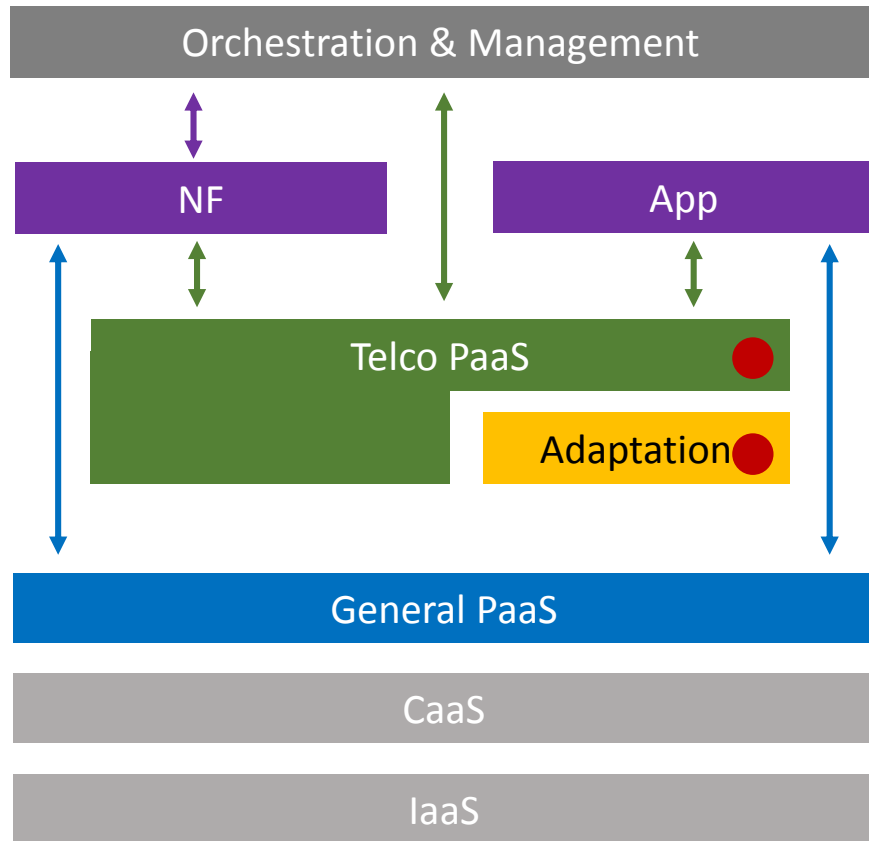 Orchestration & Management
NF
App
Telco PaaS
Adaptation
General PaaS
CaaS
IaaS